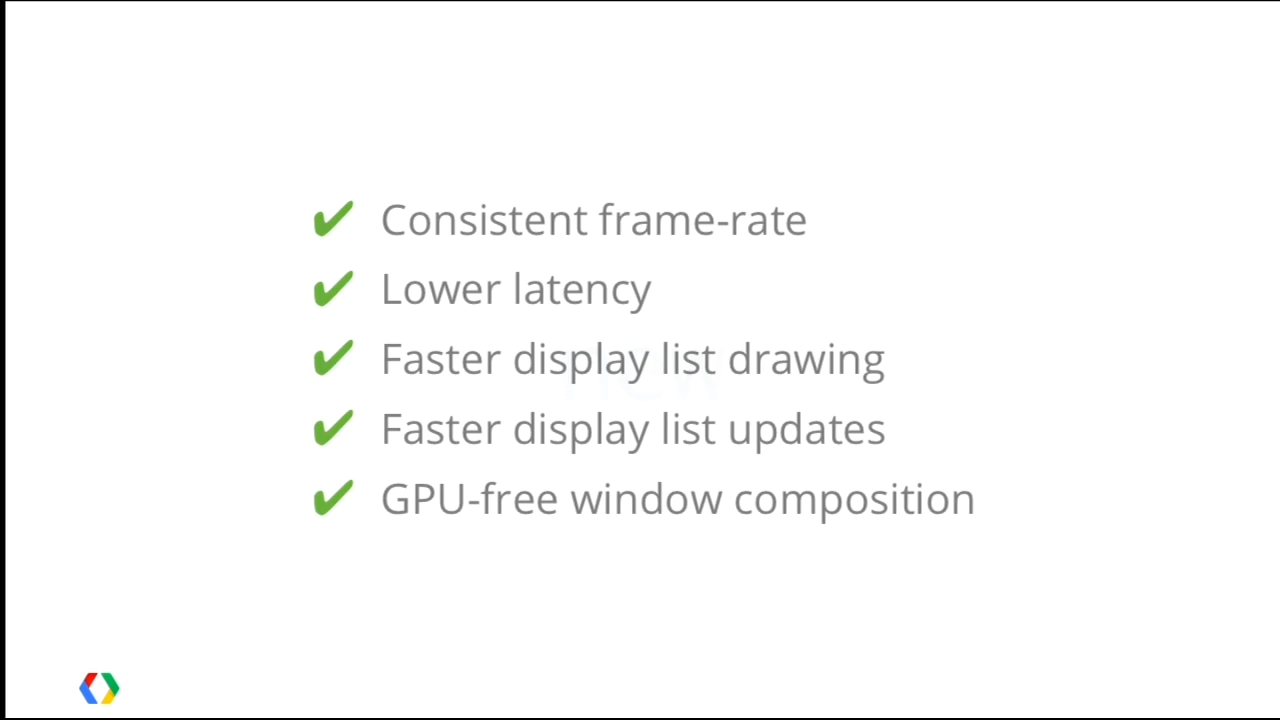 Consistent frame-rate
Lower latency
Faster display list drawing
Faster display list updates
GPU-free window composition